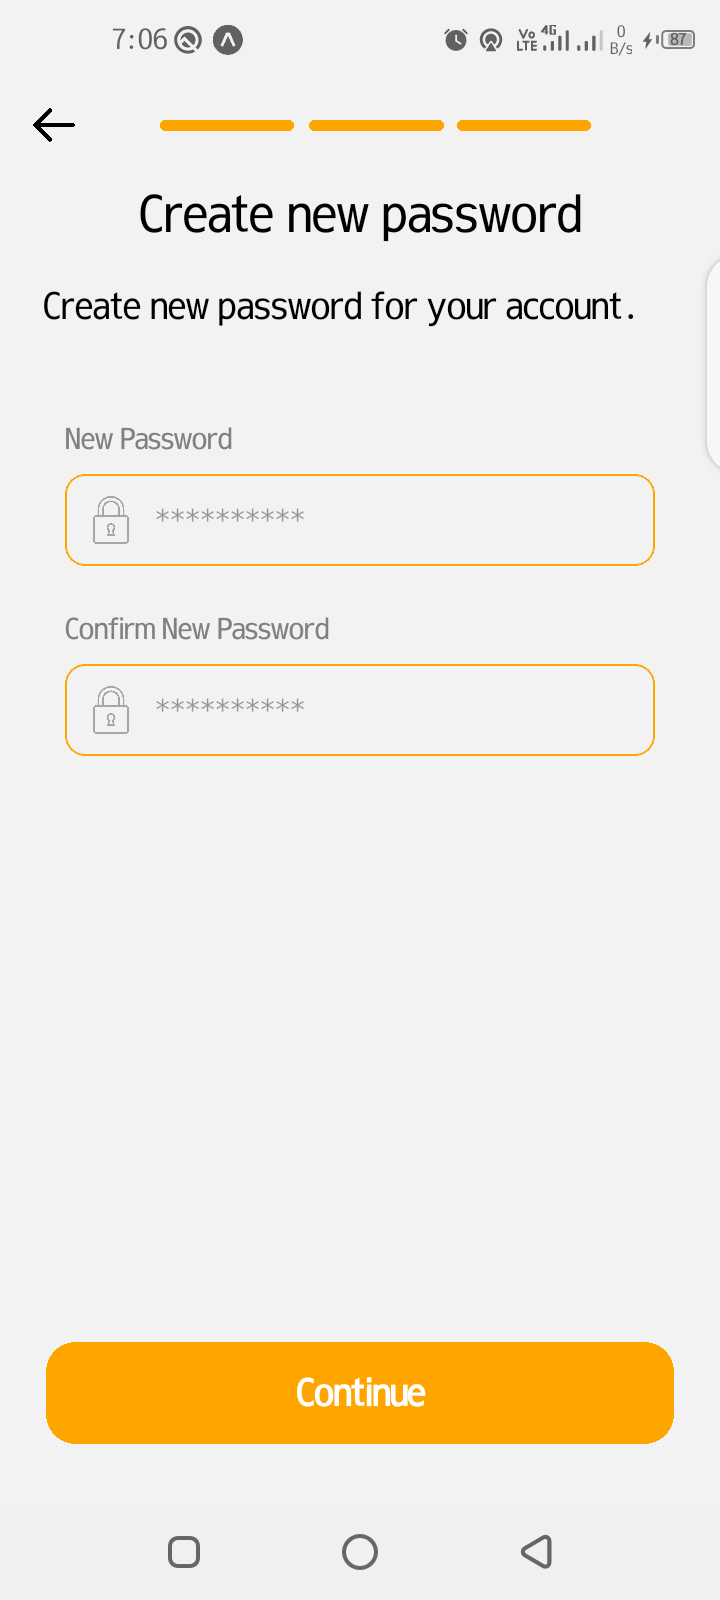 7:06 Vo LTE 4G 0 B/s 87
Create new password
Create new password for your account.
New Password
**********
Confirm New Password
**********
Continue